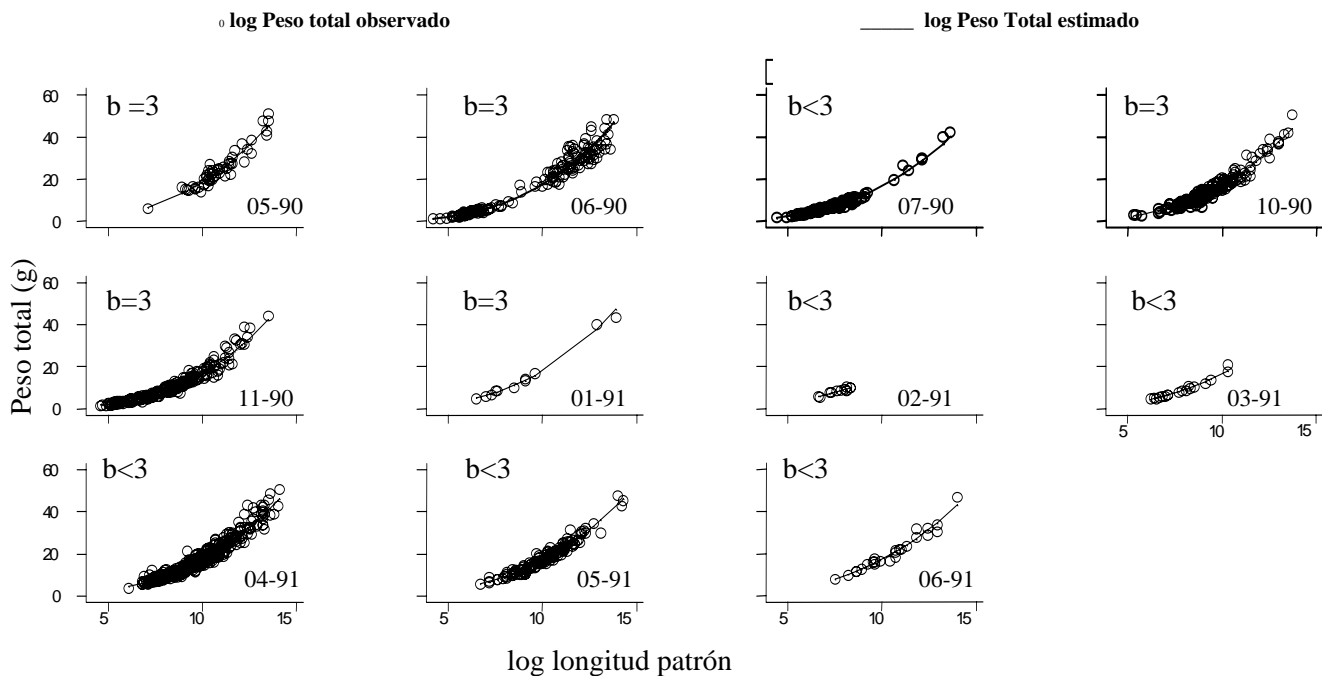 o log Peso total observado
_____ log Peso Total estimado
60
40
20
0
b =3
05-90
b=3
06-90
b<3
07-90
b=3
10-90
5
10
15
Peso total (g)
60
40
20
0
b=3
11-90
b=3
01-91
b<3
02-91
b<3
03-91
5
10
15
60
40
20
0
b<3
04-91
b<3
05-91
b<3
06-91
5
10
15
5
10
15
5
10
15
log longitud patrón